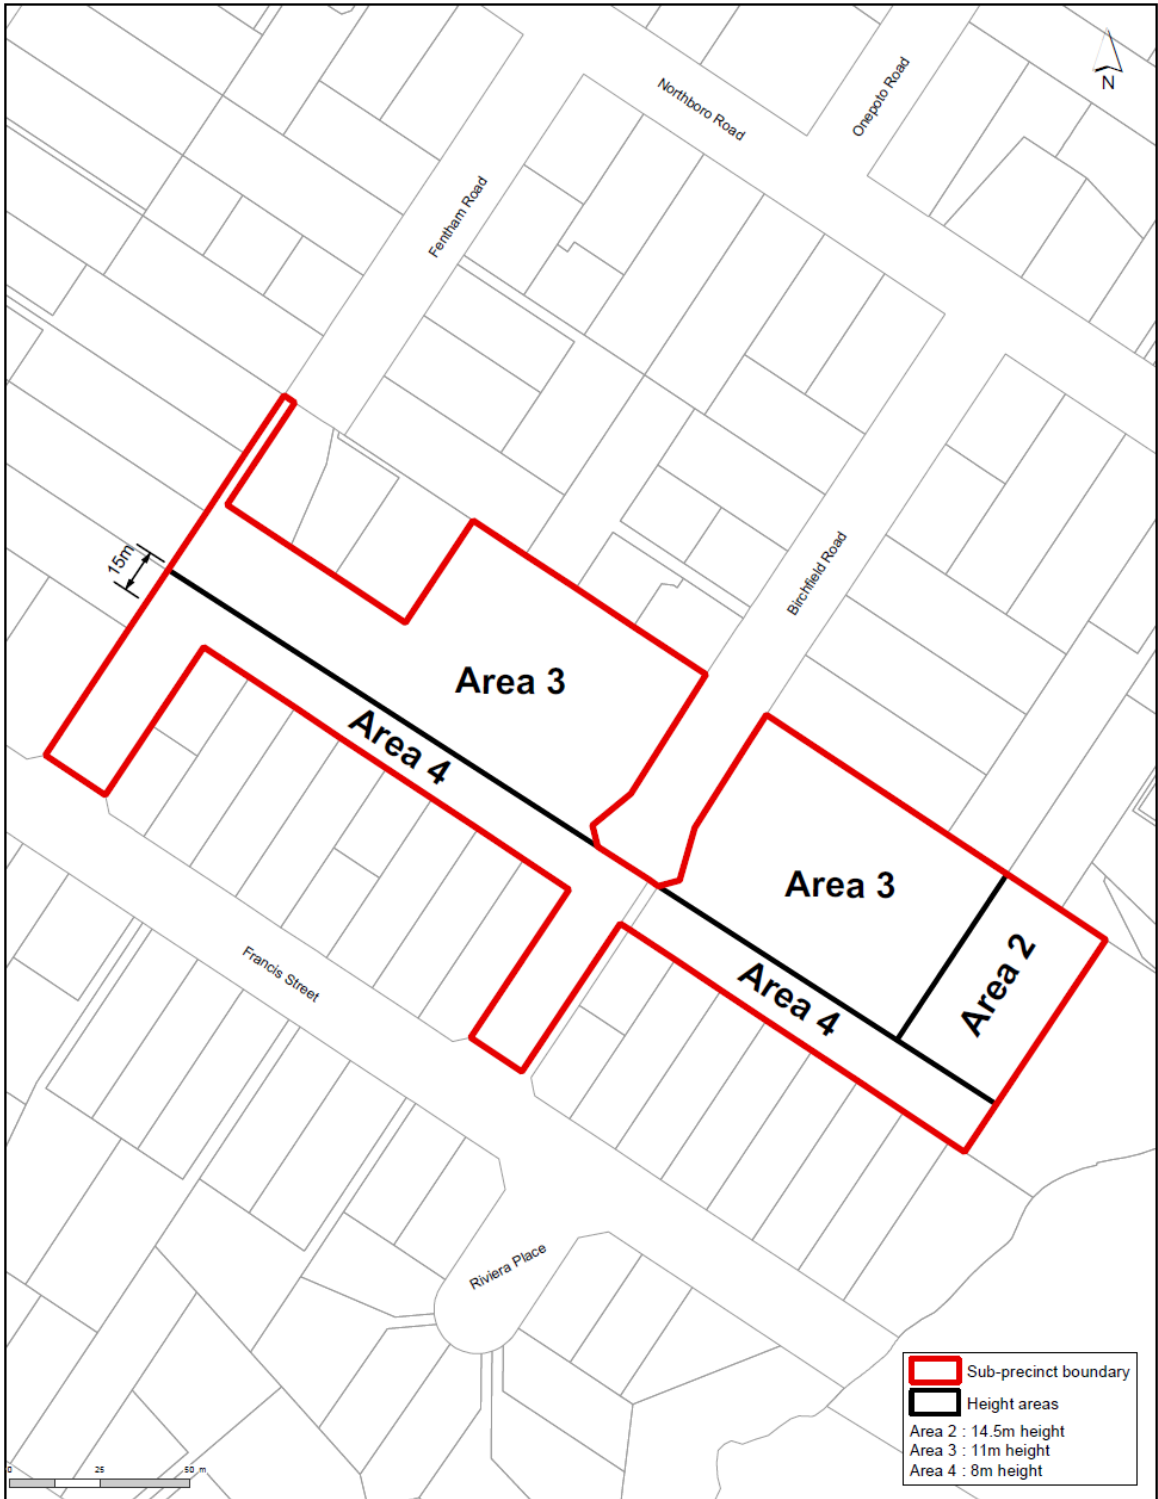 N
Northboro Road
Onepoto Road
Fentham Road
15m
Birchfield Road
Area 3
Area 4
Area 3
Area 2
Area 4
Francis Street
Riviera Place
Sub-precinct boundary
Height areas
Area 2 : 14.5m height
Area 3 : 11m height
Area 4 : 8m height
0 25 50 m